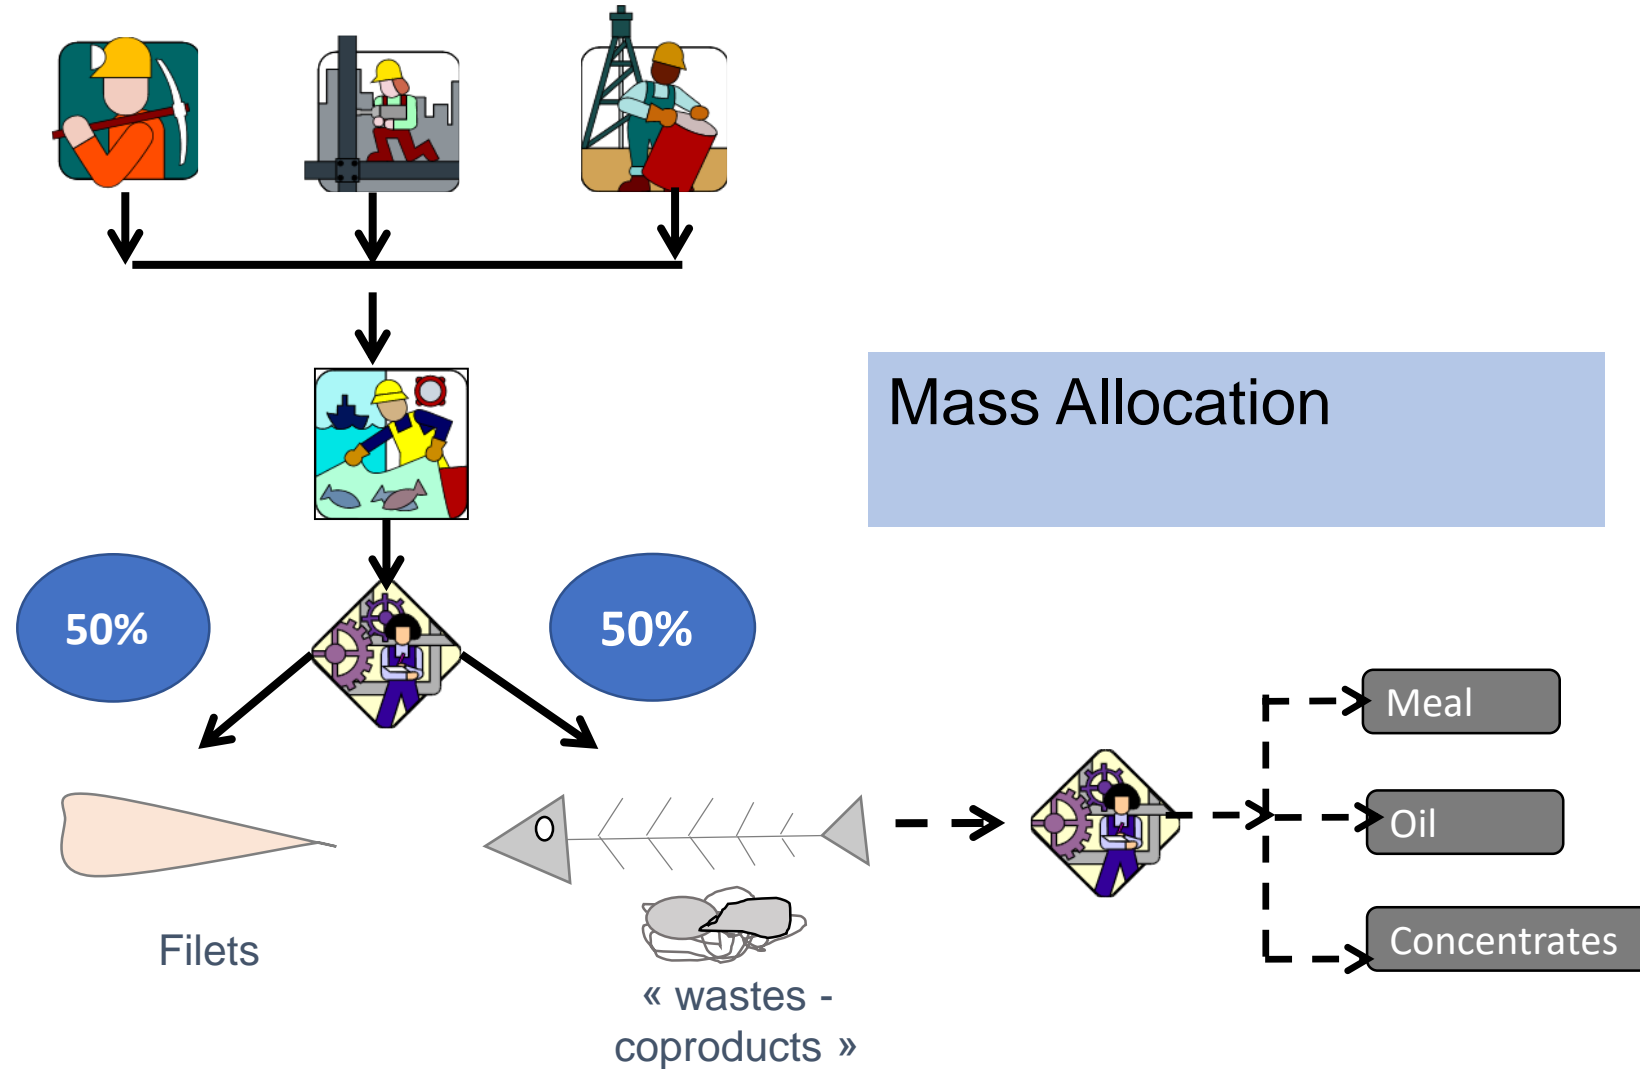 Mass Allocation
50%
50%
Meal
Oil
Concentrates
Filets
« wastes -
coproducts »